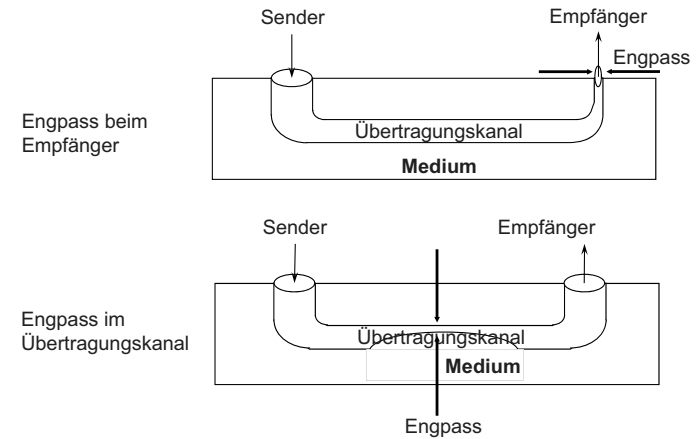 Sender
Empfänger
Engpass
Engpass beim
Empfänger
Übertragungskanal
Medium
Sender
Empfänger
Engpass im
Übertragungskanal
Übertragungskanal
Medium
Engpass